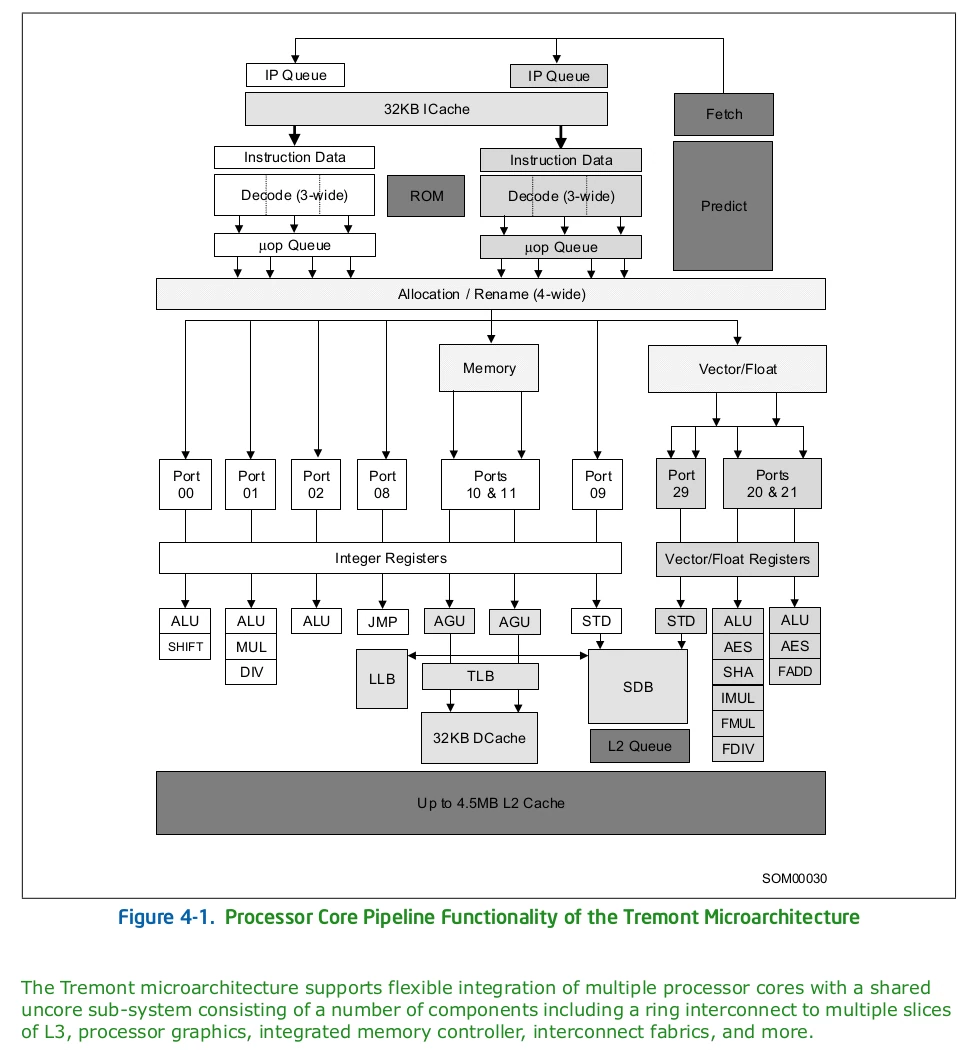 IP Queue
IP Queue
32KB ICache
Fetch
Instruction Data
Instruction Data
Decode (3-wide)
ROM
Decode (3-wide)
Predict
µop Queue
µop Queue
Allocation / Rename (4-wide)
Memory
Vector/Float
Port
00
Port
01
Port
02
Port
08
Ports
10 & 11
Port
09
Port
29
Ports
20 & 21
Integer Registers
Vector/Float Registers
ALU
SHIFT
ALU
MUL
DIV
ALU
JMP
AGU
AGU
STD
STD
ALU
AES
SHA
IMUL
FMUL
FDIV
ALU
AES
FADD
LLB
TLB
SDB
32KB DCache
L2 Queue
Up to 4.5MB L2 Cache
SOM00030
Figure 4-1. Processor Core Pipeline Functionality of the Tremont Microarchitecture
The Tremont microarchitecture supports flexible integration of multiple processor cores with a shared
uncore sub-system consisting of a number of components including a ring interconnect to multiple slices
of L3, processor graphics, integrated memory controller, interconnect fabrics, and more.